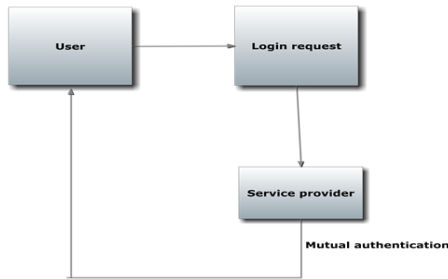 User
Login request
Service provider
Mutual authentication